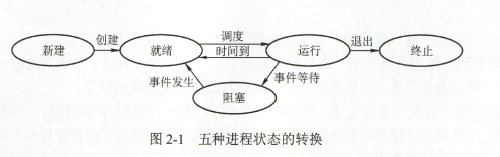 新建
创建
就绪
调度
时间到
运行
退出
终止
事件发生
事件等待
阻塞
图 2-1 五种进程状态的转换